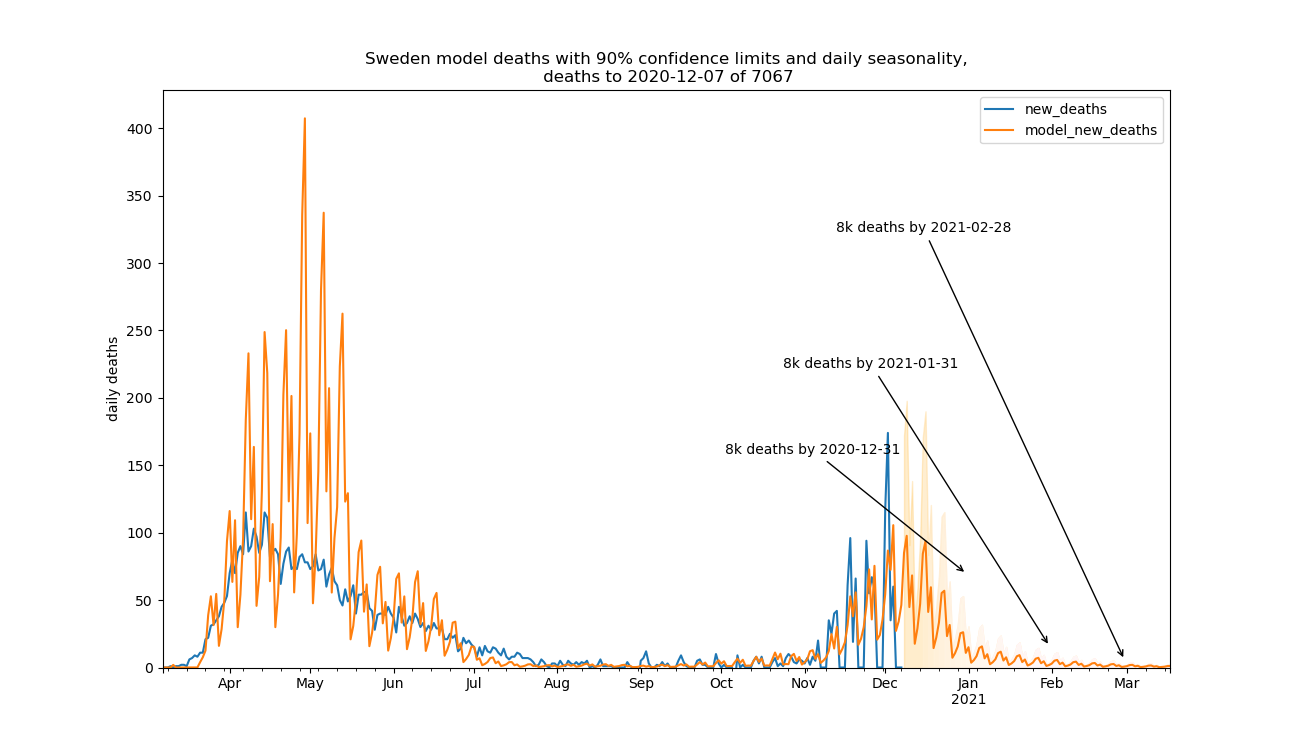 Sweden model deaths with 90% confidence limits and daily seasonality,
deaths to 2020-12-07 of 7067
new_deaths
model_new_deaths
400
350
300
250
200
150
100
50
0
daily deaths
8k deaths by 2021-02-28
8k deaths by 2021-01-31
8k deaths by 2020-12-31
Apr May Jun Jul Aug Sep Oct Nov Dec Jan Feb Mar
2021